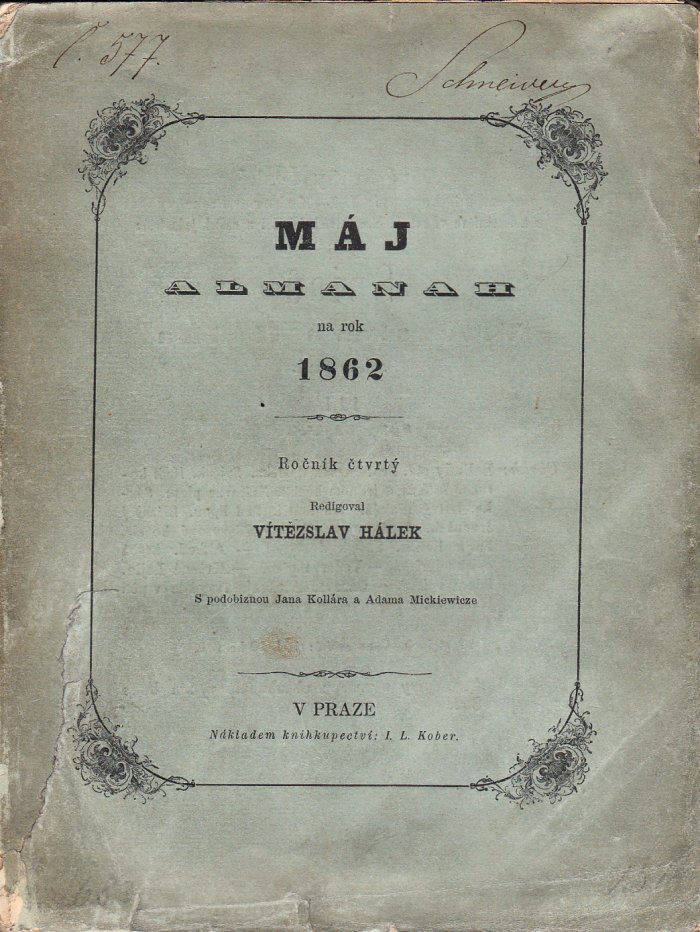 č. 577.
MÁJ
ALMANAH
na rok
1862
Ročník čtvrtý
Redigoval
VÍTĚZSLAV HÁLEK
S podobiznou Jana Kollára a Adama Mickiewicze
V PRAZE
Nákladem knihkupectví: I. L. Kober.